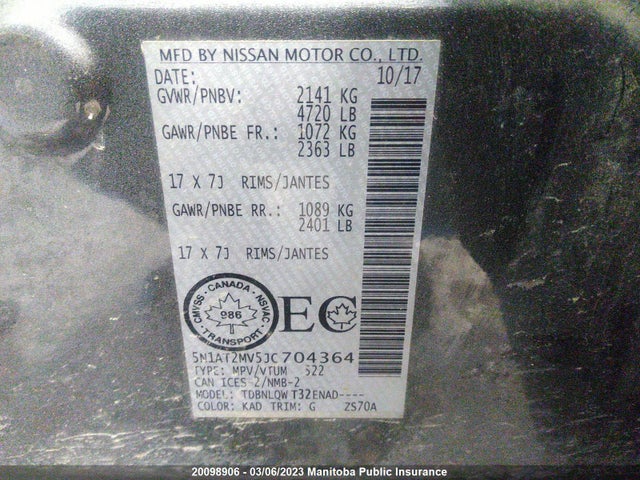 MFD BY NISSAN MOTOR CO., LTD.
DATE: 10/17
GVWR/PNBV: 2141 KG
4720 LB
GAWR/PNBE FR.: 1072 KG
2363 LB
17 X 7J RIMS/JANTES
GAWR/PNBE RR.: 1089 KG
2401 LB
17 X 7J RIMS/JANTES
CANADA
CMVSS NSVAC
986
TRANSPORT
EC
5N1AT2MV5JC704364
TYPE: MPV/VTUM 522
CAN ICES-2/NMB-2
MODEL: TDBNLQW T32ENAD----
COLOR: KAD TRIM: G ZS70A
20098906 - 03/06/2023 Manitoba Public Insurance